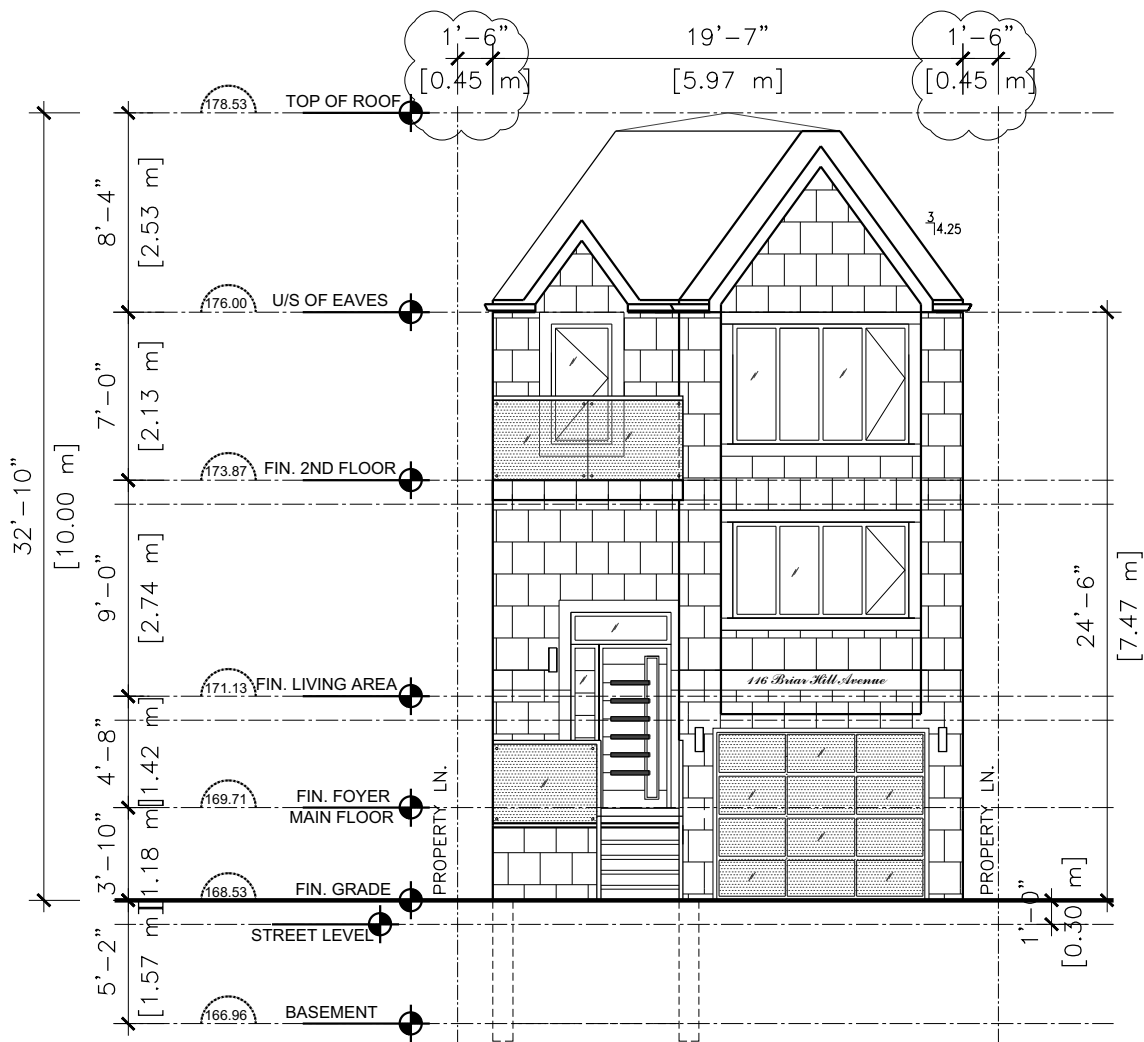 1'-6"
19'-7"
1'-6"
[0.45 m]
[5.97 m]
[0.45 m]
178.53
TOP OF ROOF
8'-4"
[2.53 m]
3
4.25
176.00
U/S OF EAVES
7'-0"
[2.13 m]
32'-10"
[10.00 m]
173.87
FIN. 2ND FLOOR
9'-0"
[2.74 m]
24'-6"
[7.47 m]
171.13
FIN. LIVING AREA
116 Briar Hill Avenue
4'-8"
[1.42 m]
169.71
FIN. FOYER
MAIN FLOOR
PROPERTY LN.
PROPERTY LN.
3'-10"
[1.18 m]
168.53
FIN. GRADE
STREET LEVEL
1'-0"
[0.30 m]
5'-2"
[1.57 m]
166.96
BASEMENT